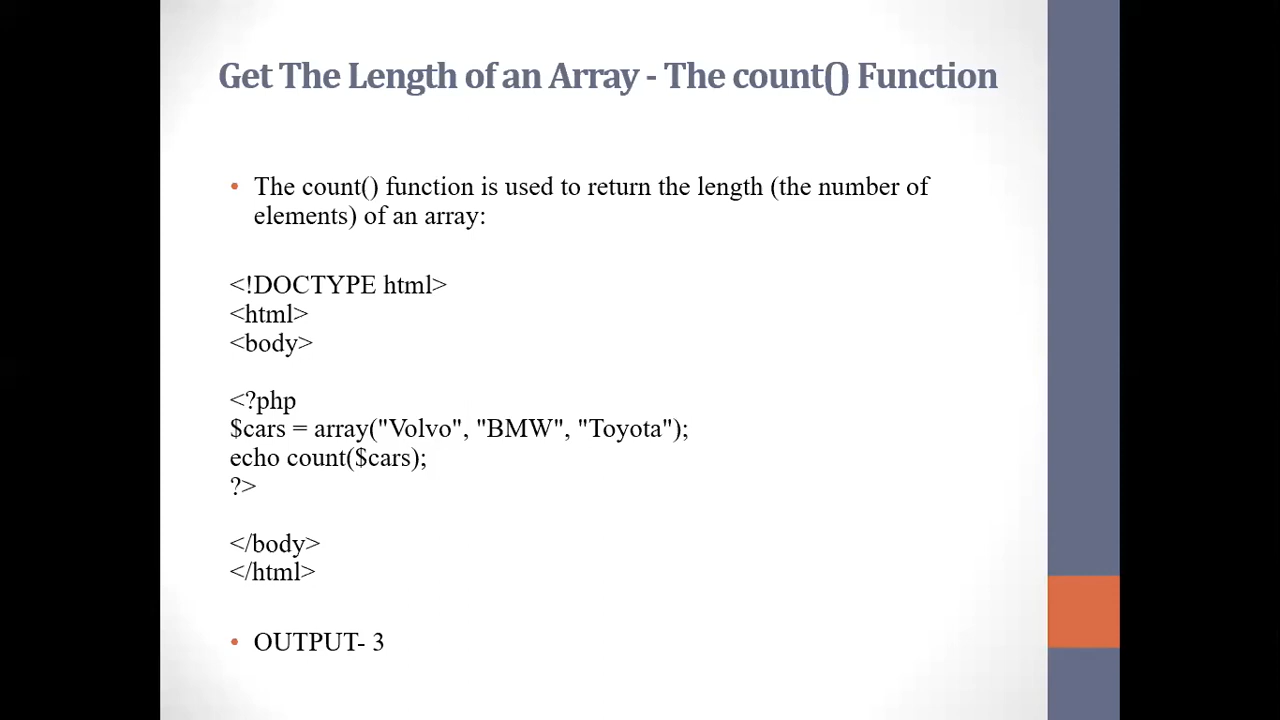 Get The Length of an Array - The count() Function
• The count() function is used to return the length (the number of
elements) of an array:
<!DOCTYPE html>
<html>
<body>
<?php
$cars = array("Volvo", "BMW", "Toyota");
echo count($cars);
?>
</body>
</html>
• OUTPUT- 3